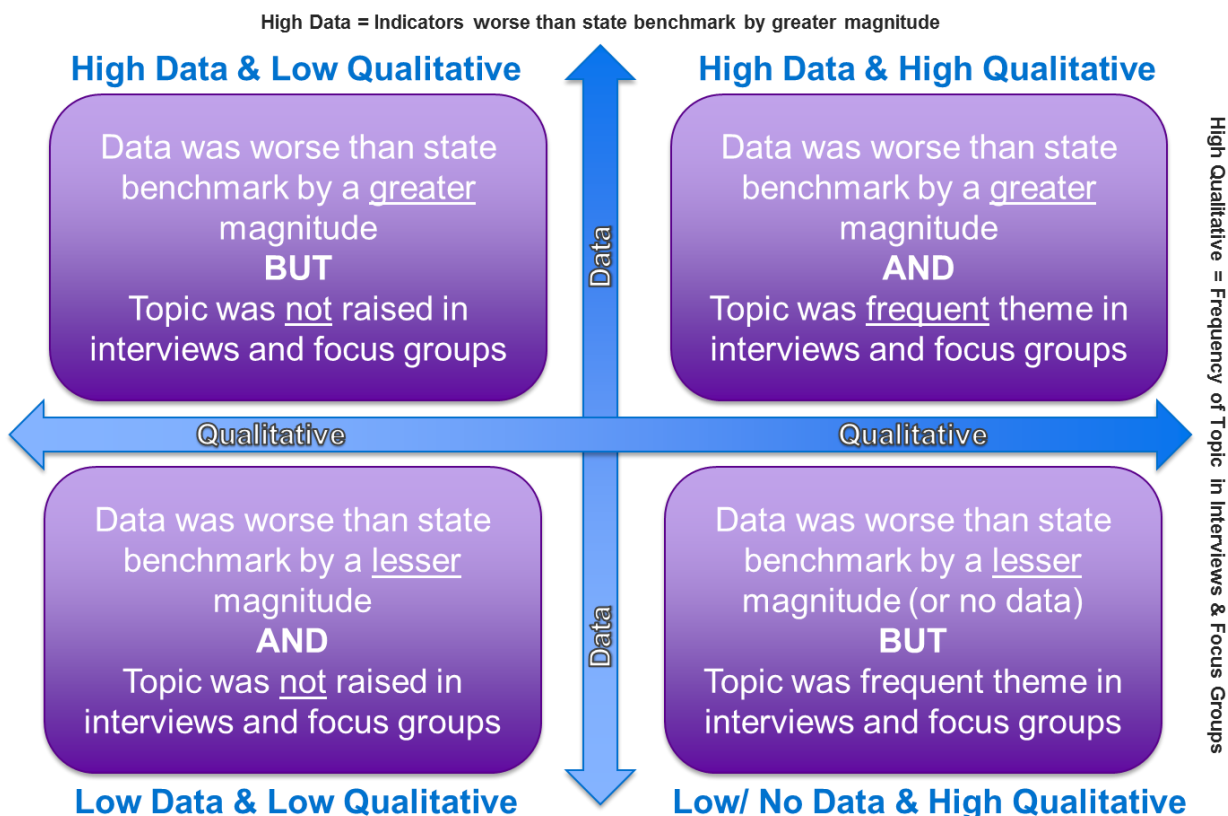 High Data = Indicators worse than state benchmark by greater magnitude
High Data & Low Qualitative
High Data & High Qualitative
Data was worse than state
benchmark by a greater
magnitude
BUT
Topic was not raised in
interviews and focus groups
Data
Data was worse than state
benchmark by a greater
magnitude
AND
Topic was frequent theme in
interviews and focus groups
High Qualitative = Frequency of Topic in Interviews & Focus Groups
Qualitative
Qualitative
Data was worse than state
benchmark by a lesser
magnitude
AND
Topic was not raised in
interviews and focus groups
Data
Data was worse than state
benchmark by a lesser
magnitude (or no data)
BUT
Topic was frequent theme in
interviews and focus groups
Low Data & Low Qualitative
Low/ No Data & High Qualitative